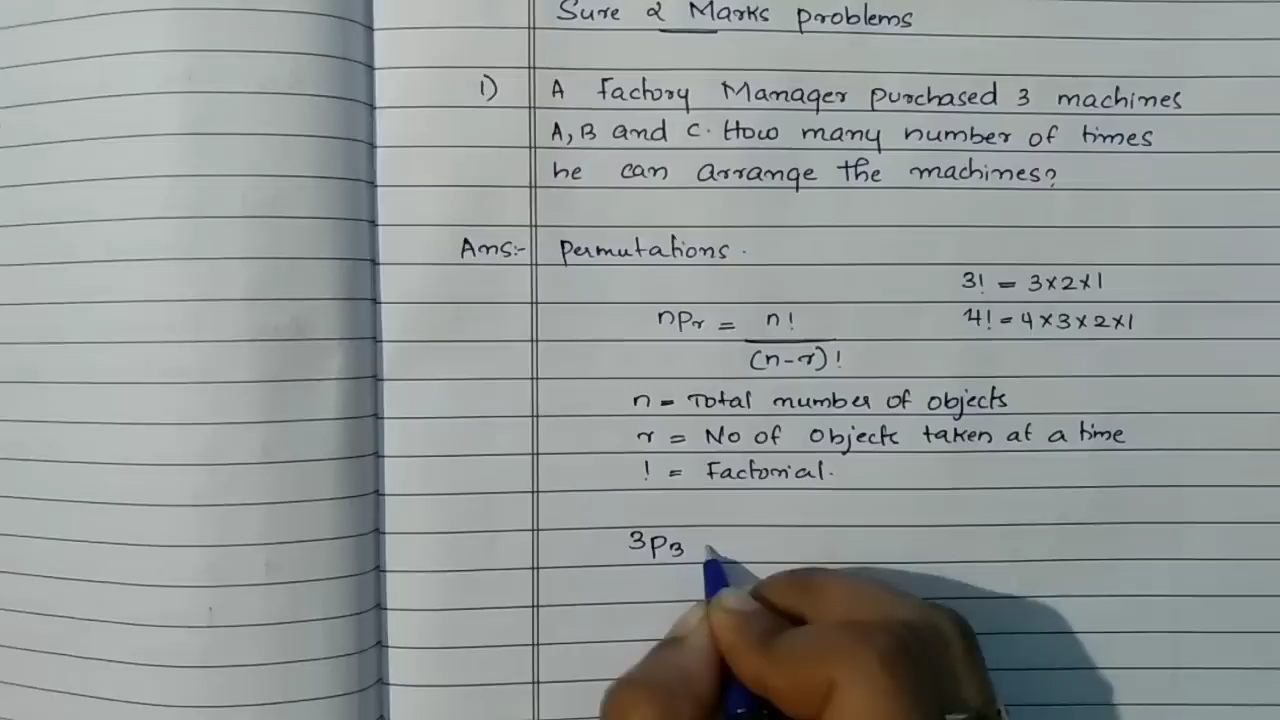 Sure 2 Marks problems
1) A Factory Manager purchased 3 machines
A, B and C. How many number of times
he can arrange the machines?
Ans:- Permutations.
3! = 3×2×1
nPr = n! / (n-r)!
4! = 4×3×2×1
n = Total number of objects
r = No of objects taken at a time
! = Factorial.
3P3